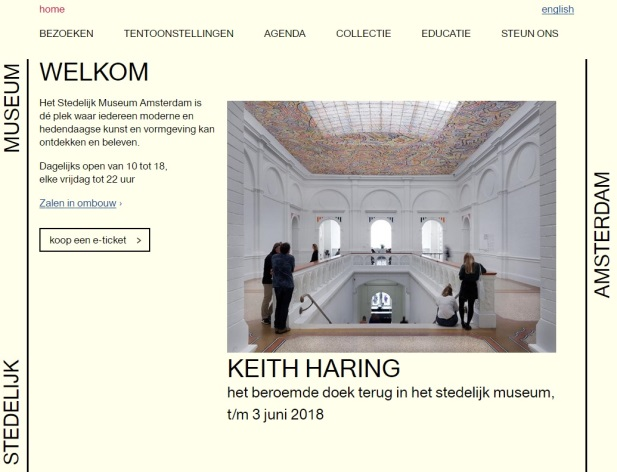 home
english
BEZOEKEN TENTOONSTELLINGEN AGENDA COLLECTIE EDUCATIE STEUN ONS
STEDELIJK MUSEUM
WELKOM
Het Stedelijk Museum Amsterdam is
dé plek waar iedereen moderne en
hedendaagse kunst en vormgeving kan
ontdekken en beleven.
Dagelijks open van 10 tot 18,
elke vrijdag tot 22 uur
Zalen in ombouw ›
koop een e-ticket >
KEITH HARING
het beroemde doek terug in het stedelijk museum,
t/m 3 juni 2018
AMSTERDAM